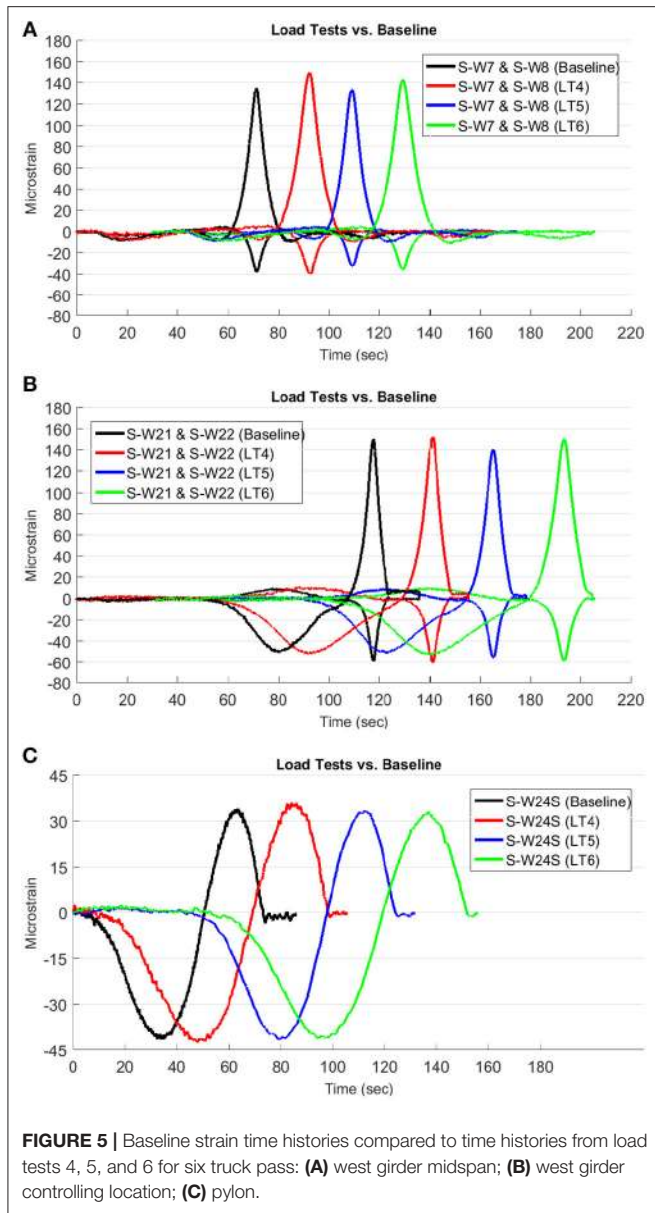 A
Load Tests vs. Baseline
S-W7 & S-W8 (Baseline)
S-W7 & S-W8 (LT4)
S-W7 & S-W8 (LT5)
S-W7 & S-W8 (LT6)
Microstrain
180
160
140
120
100
80
60
40
20
0
-20
-40
-60
-80
0 20 40 60 80 100 120 140 160 180 200 220
Time (sec)
B
Load Tests vs. Baseline
S-W21 & S-W22 (Baseline)
S-W21 & S-W22 (LT4)
S-W21 & S-W22 (LT5)
S-W21 & S-W22 (LT6)
Microstrain
180
160
140
120
100
80
60
40
20
0
-20
-40
-60
-80
0 20 40 60 80 100 120 140 160 180 200 220
Time (sec)
C
Load Tests vs. Baseline
S-W24S (Baseline)
S-W24S (LT4)
S-W24S (LT5)
S-W24S (LT6)
Microstrain
45
30
15
0
-15
-30
-45
0 20 40 60 80 100 120 140 160 180
Time (sec)
FIGURE 5 | Baseline strain time histories compared to time histories from load
tests 4, 5, and 6 for six truck pass: (A) west girder midspan; (B) west girder
controlling location; (C) pylon.